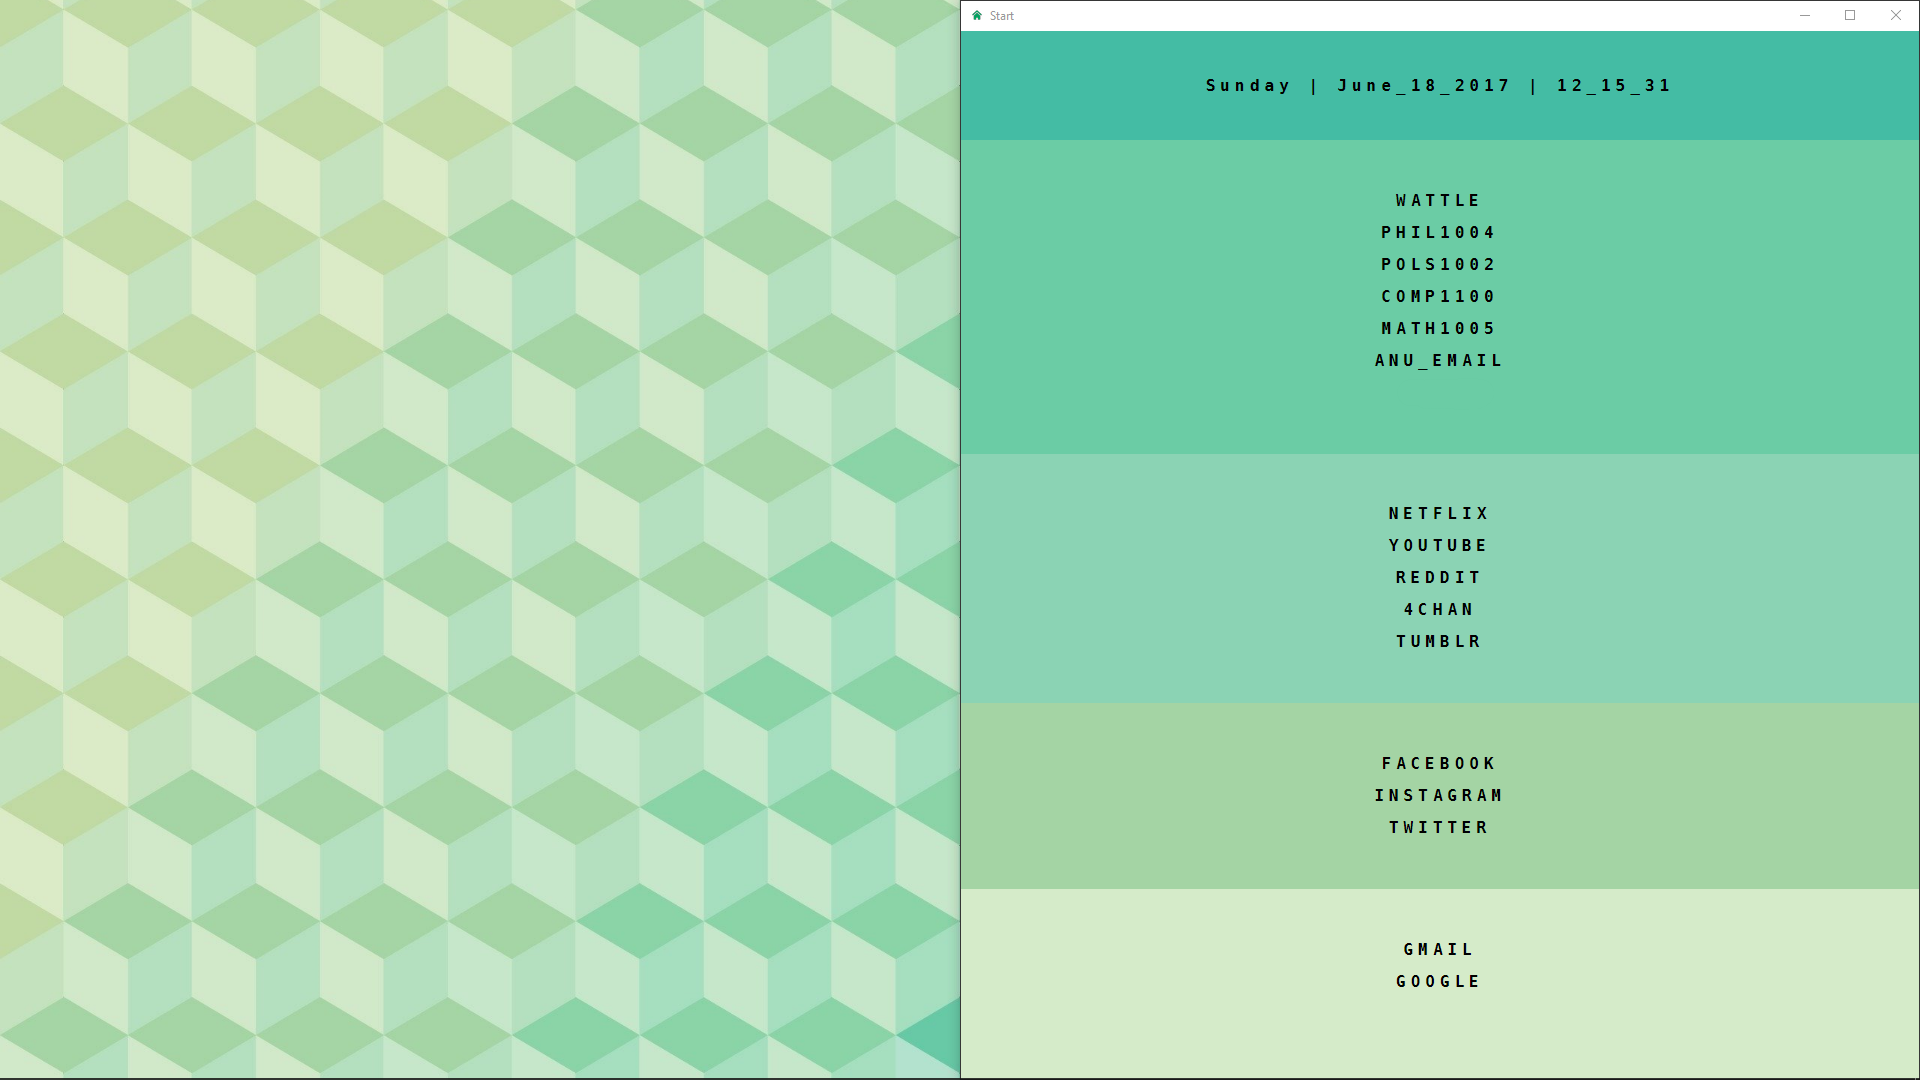 Start
Sunday | June_18_2017 | 12_15_31
WATTLE
PHIL1004
POLS1002
COMP1100
MATH1005
ANU_EMAIL
NETFLIX
YOUTUBE
REDDIT
4CHAN
TUMBLR
FACEBOOK
INSTAGRAM
TWITTER
GMAIL
GOOGLE